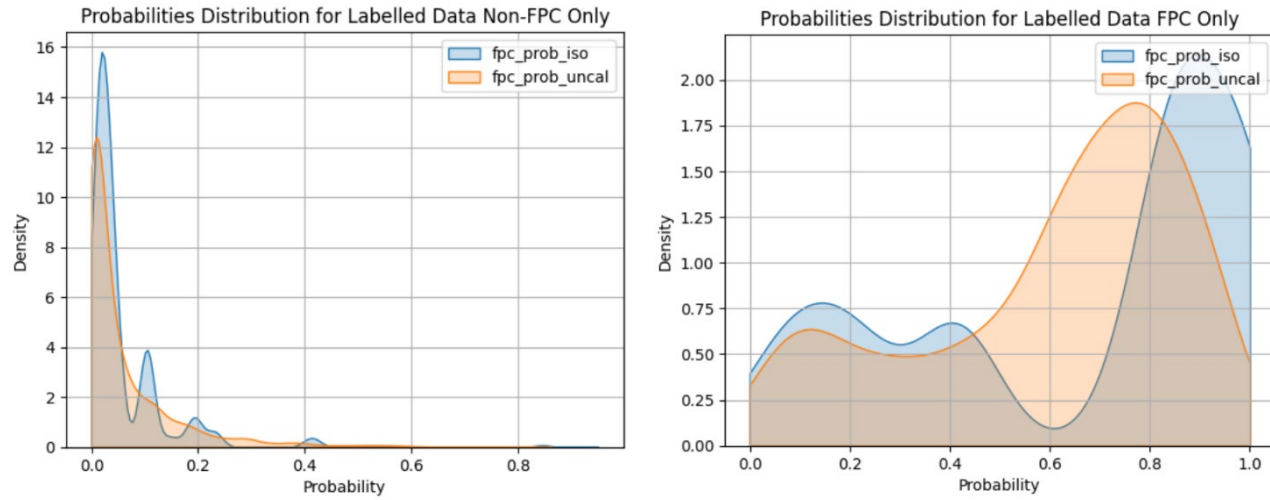 Probabilities Distribution for Labelled Data Non-FPC Only
fpc_prob_iso
fpc_prob_uncal
16
14
12
10
8
6
4
2
0
Density
0.0 0.2 0.4 0.6 0.8
Probability
Probabilities Distribution for Labelled Data FPC Only
fpc_prob_iso
fpc_prob_uncal
2.00
1.75
1.50
1.25
1.00
0.75
0.50
0.25
0.00
Density
0.0 0.2 0.4 0.6 0.8 1.0
Probability